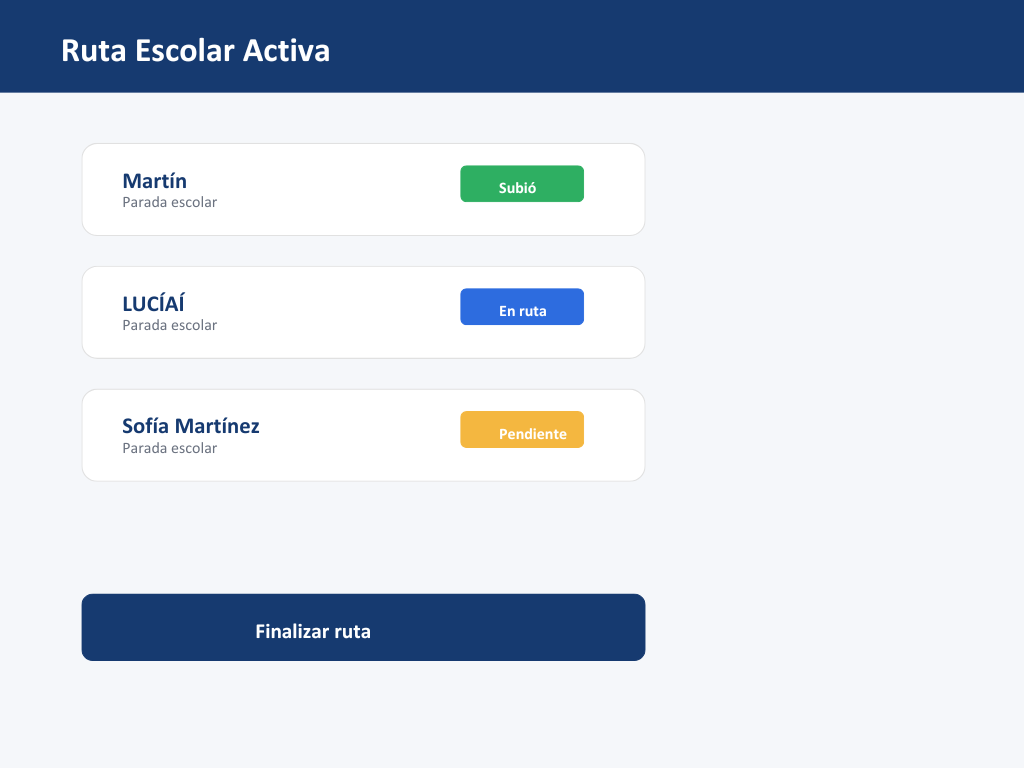 Ruta Escolar Activa
Martín
Parada escolar
Subió
LUCÍAÍ
Parada escolar
En ruta
Sofía Martínez
Parada escolar
Pendiente
Finalizar ruta